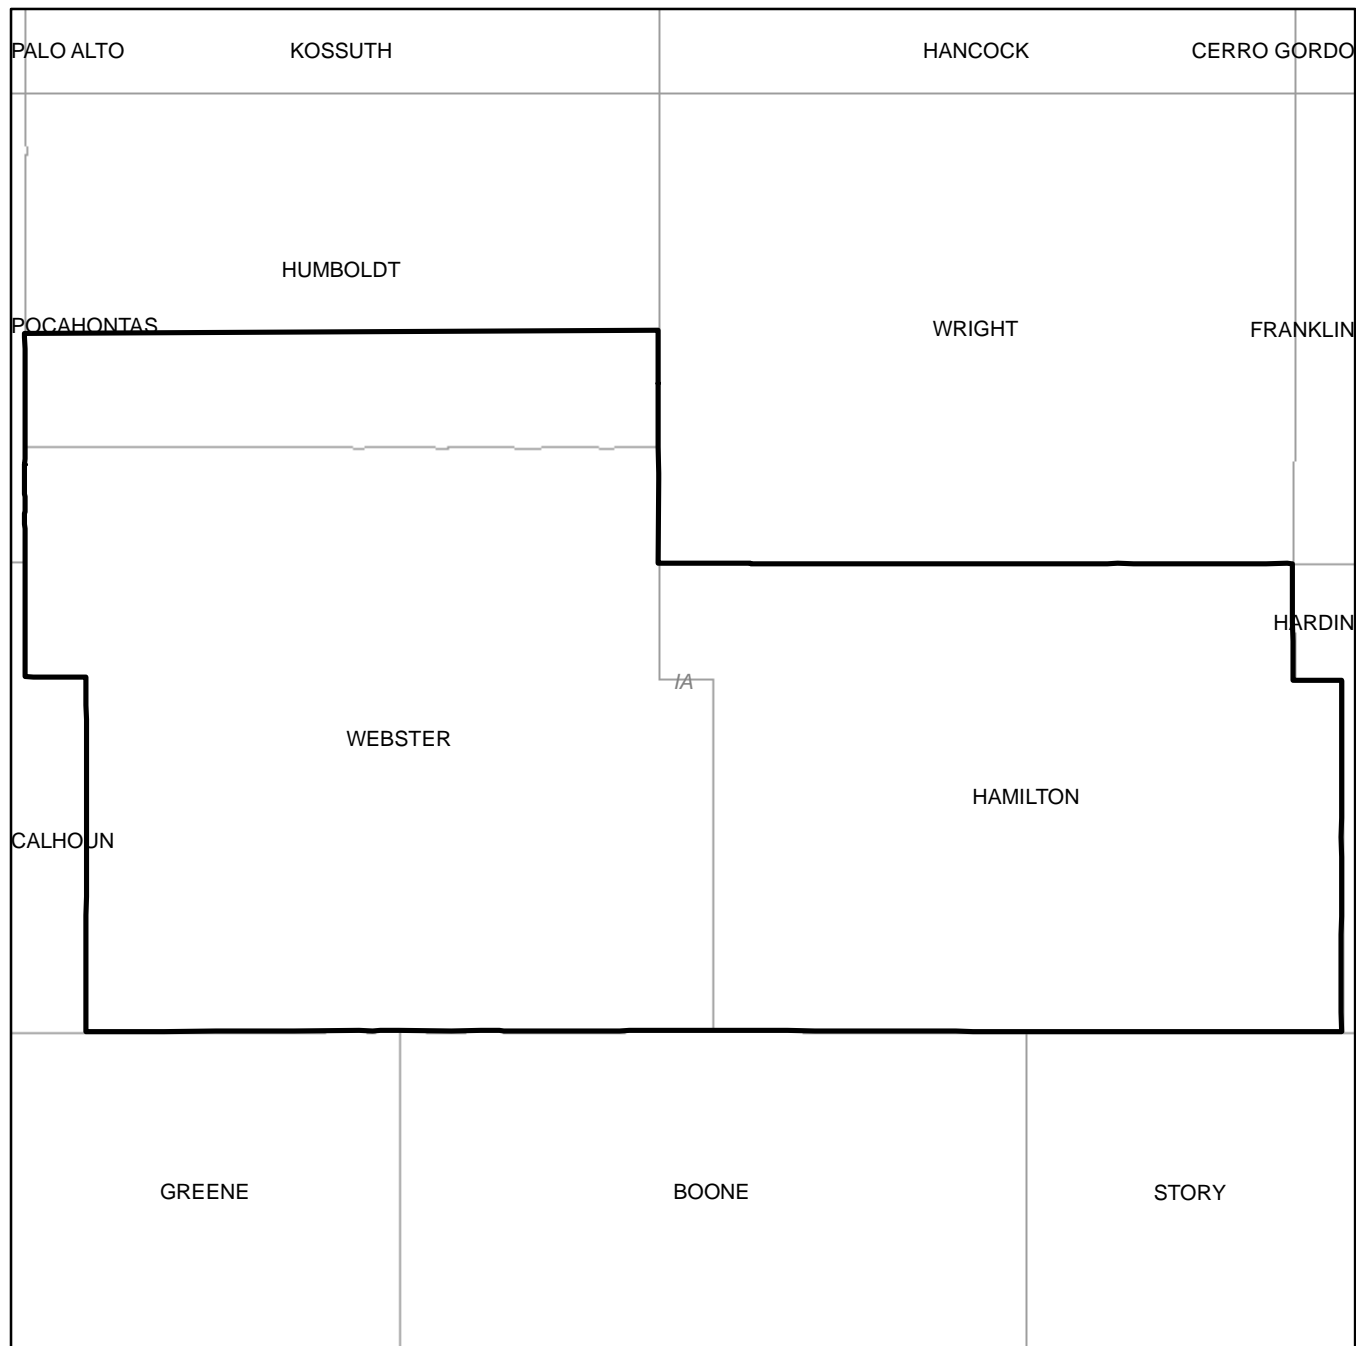 PALO ALTO
KOSSUTH
HANCOCK
CERRO GORDO
HUMBOLDT
POCAHONTAS
WRIGHT
FRANKLIN
HARDIN
IA
WEBSTER
HAMILTON
CALHOUN
GREENE
BOONE
STORY